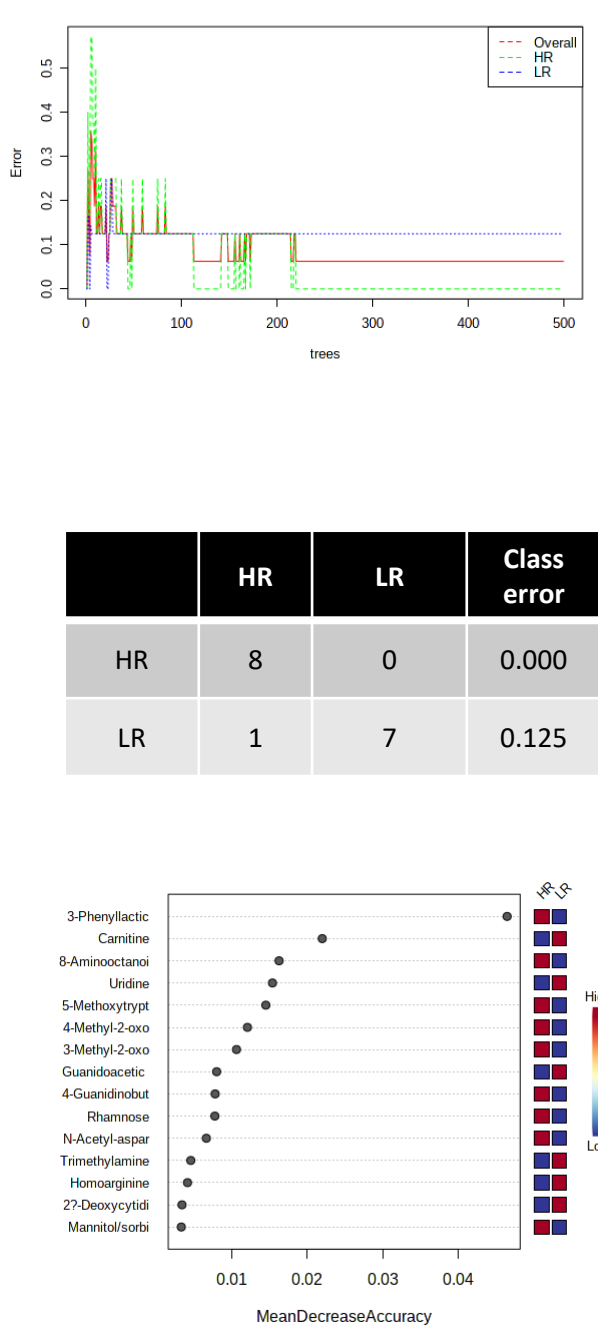 Overall
HR
LR
Error
0.0 0.1 0.2 0.3 0.4 0.5
0 100 200 300 400 500
trees
HR LR Class
error
HR 8 0 0.000
LR 1 7 0.125
HR LR
3-Phenyllactic
Carnitine
8-Aminooctanoi
Uridine
5-Methoxytrypt
4-Methyl-2-oxo
3-Methyl-2-oxo
Guanidoacetic
4-Guanidinobut
Rhamnose
N-Acetyl-aspar
Trimethylamine
Homoarginine
2?-Deoxycytidi
Mannitol/sorbi
Hi
Lo
0.01 0.02 0.03 0.04
MeanDecreaseAccuracy